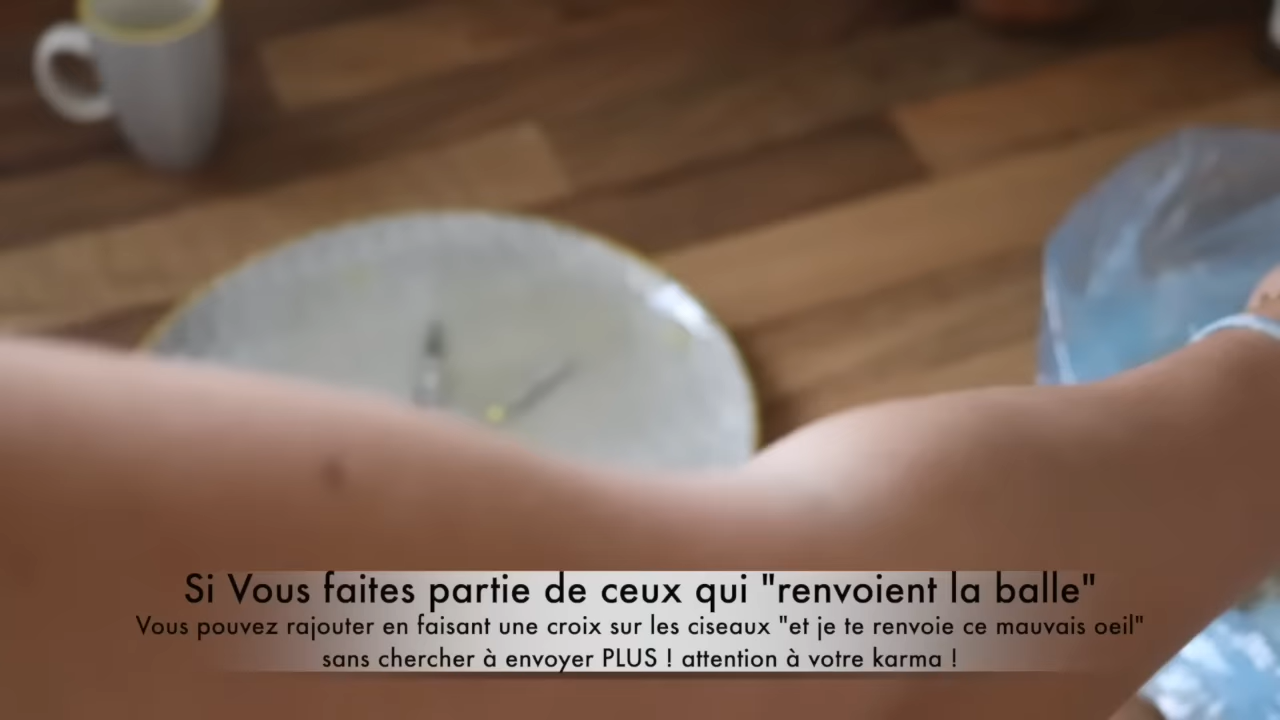 Si Vous faites partie de ceux qui "renvoient la balle"
Vous pouvez rajouter en faisant une croix sur les ciseaux "et je te renvoie ce mauvais oeil"
sans chercher à envoyer PLUS ! attention à votre karma !